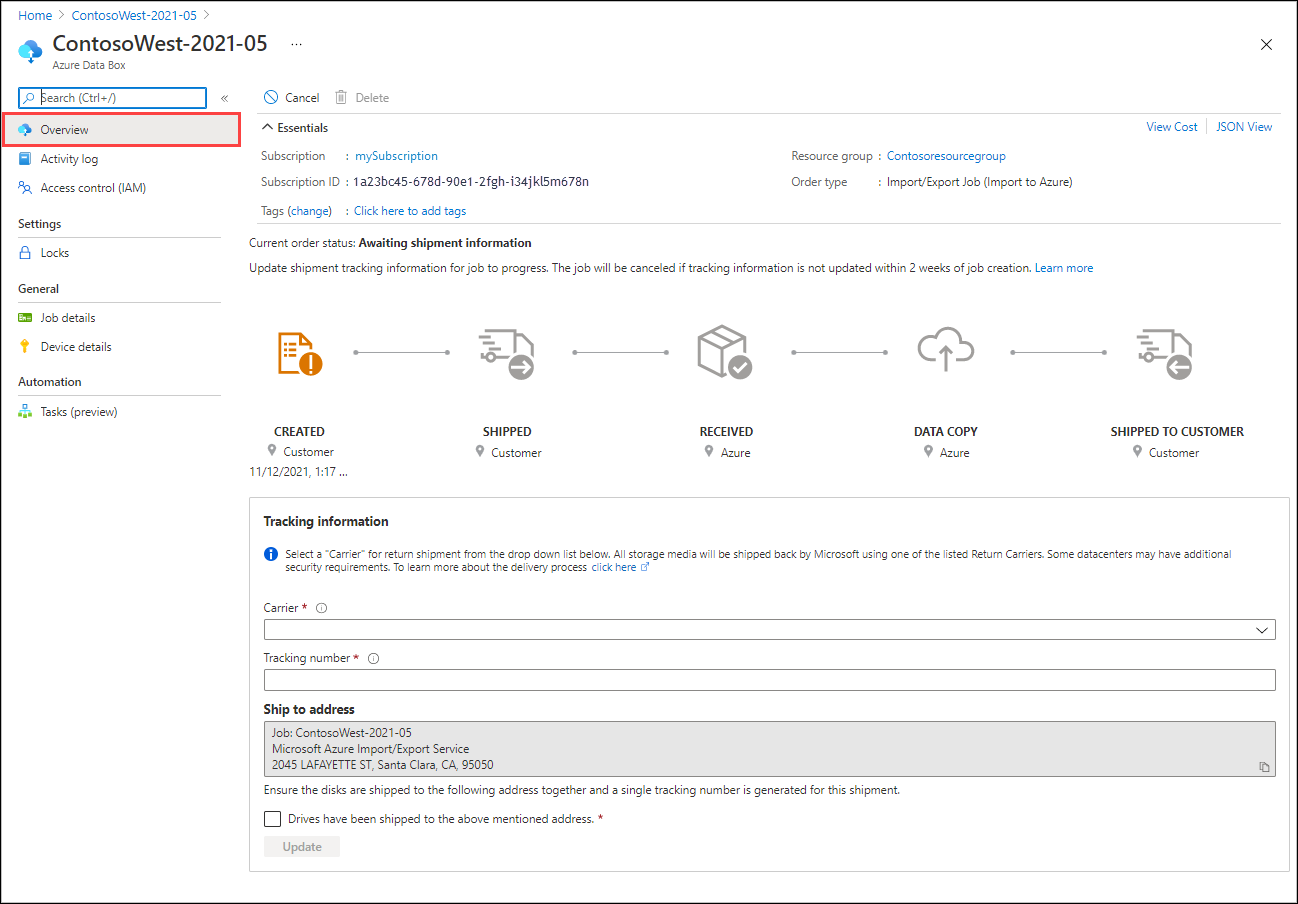 Home > ContosoWest-2021-05 >
ContosoWest-2021-05 ...
Azure Data Box
Search (Ctrl+/) «
Overview
Activity log
Access control (IAM)
Settings
Locks
General
Job details
Device details
Automation
Tasks (preview)
Cancel Delete
Essentials View Cost JSON View
Subscription : mySubscription Resource group : Contosoresourcegroup
Subscription ID : 1a23bc45-678d-90e1-2fgh-i34jkl5m678n Order type : Import/Export Job (Import to Azure)
Tags (change) : Click here to add tags
Current order status: Awaiting shipment information
Update shipment tracking information for job to progress. The job will be canceled if tracking information is not updated within 2 weeks of job creation. Learn more
CREATED SHIPPED RECEIVED DATA COPY SHIPPED TO CUSTOMER
Customer Customer Azure Azure Customer
11/12/2021, 1:17 ...
Tracking information
Select a "Carrier" for return shipment from the drop down list below. All storage media will be shipped back by Microsoft using one of the listed Return Carriers. Some datacenters may have additional
security requirements. To learn more about the delivery process click here
Carrier *
Tracking number *
Ship to address
Job: ContosoWest-2021-05
Microsoft Azure Import/Export Service
2045 LAFAYETTE ST, Santa Clara, CA, 95050
Ensure the disks are shipped to the following address together and a single tracking number is generated for this shipment.
Drives have been shipped to the above mentioned address. *
Update